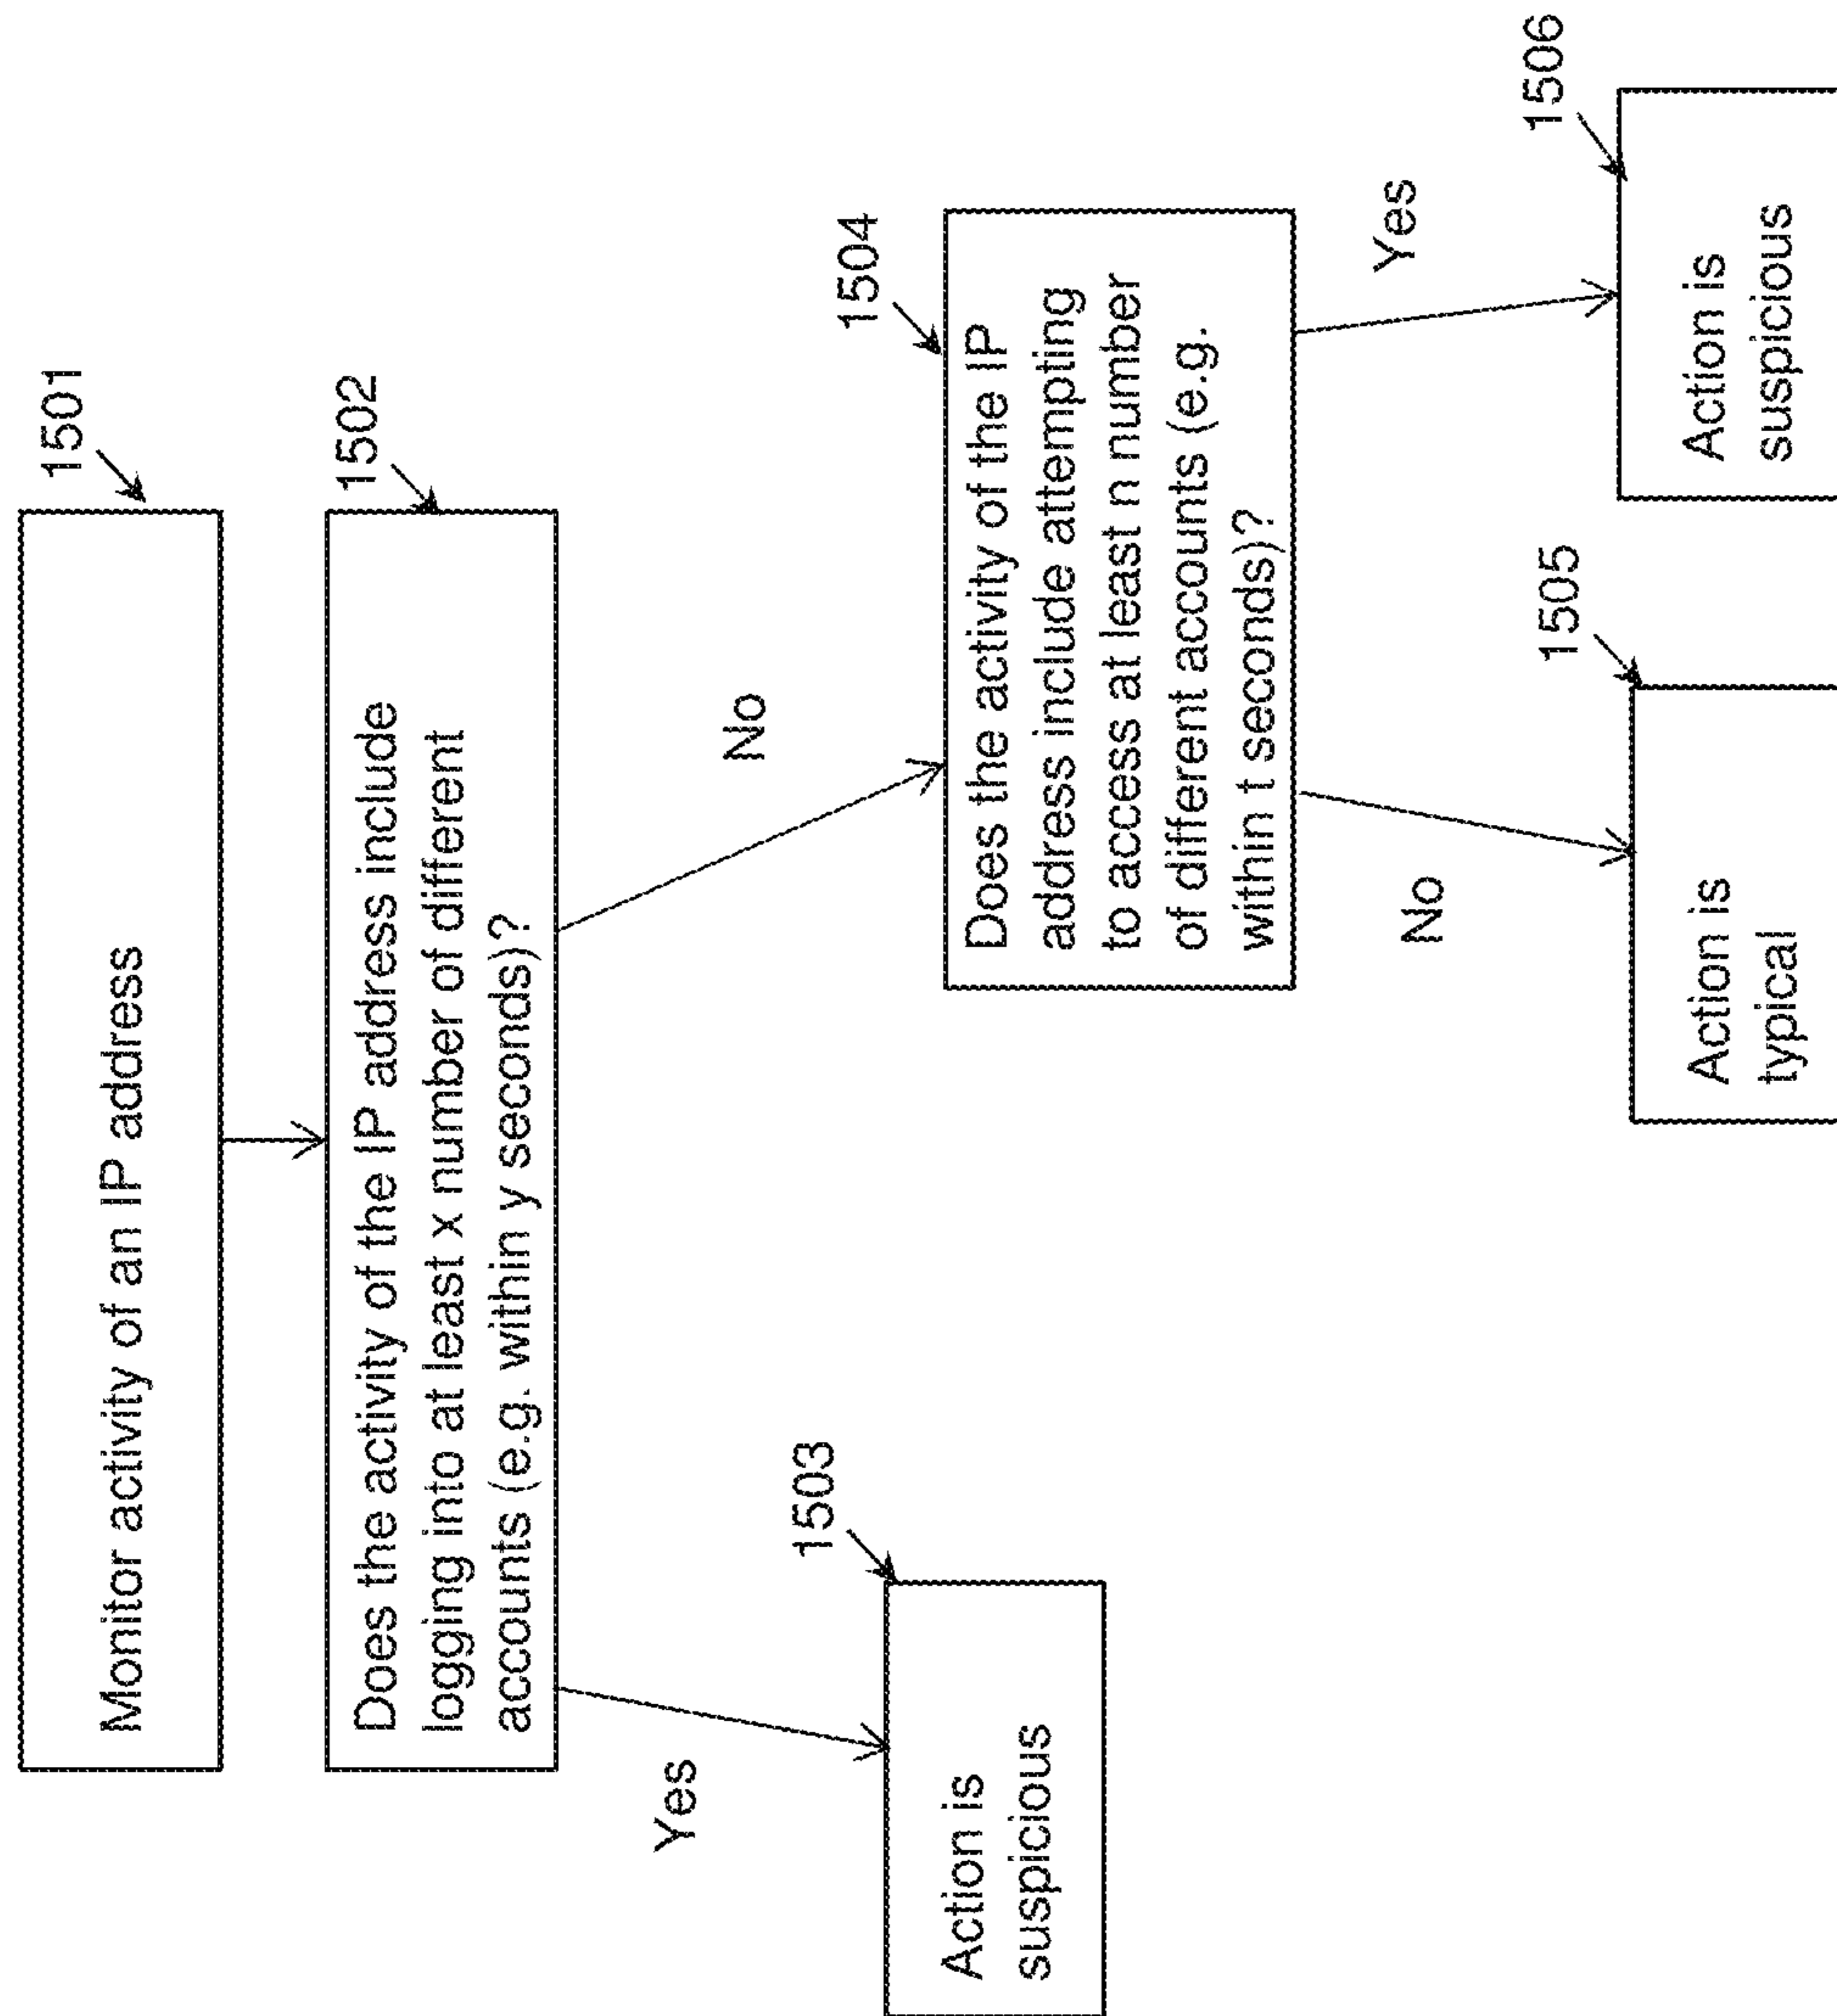 1501
Monitor activity of an IP address
1502
Does the activity of the IP address include
logging into at least x number of different
accounts (e.g. within y seconds)?
Yes
No
1503
Action is
suspicious
1504
Does the activity of the IP
address include attempting
to access at least n number
of different accounts (e.g.
within t seconds)?
No
Yes
1505
Action is
typical
1506
Action is
suspicious